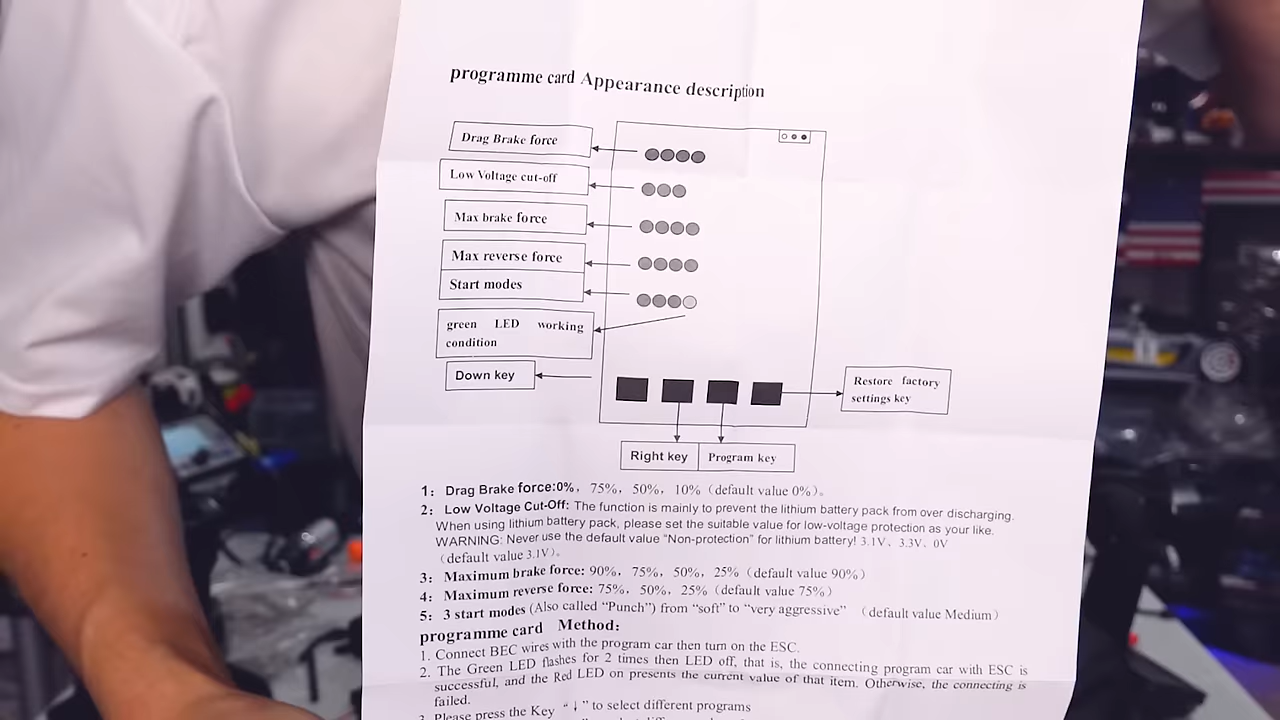 programme card Appearance description
Drag Brake force
Low Voltage cut-off
Max brake force
Max reverse force
Start modes
green LED working
condition
Down key
Restore factory
settings key
Right key
Program key
1: Drag Brake force:0%, 75%, 50%, 10% (default value 0%)。
2: Low Voltage Cut-Off: The function is mainly to prevent the lithium battery pack from over discharging.
When using lithium battery pack, please set the suitable value for low-voltage protection as your like.
WARNING: Never use the default value “Non-protection” for lithium battery! 3.1V、3.3V、0V
(default value 3.1V)。
3: Maximum brake force: 90%, 75%, 50%, 25% (default value 90%)
4: Maximum reverse force: 75%, 50%, 25% (default value 75%)
5: 3 start modes (Also called “Punch”) from “soft” to “very aggressive” (default value Medium)
programme card Method:
1. Connect BEC wires with the program car then turn on the ESC.
2. The Green LED flashes for 2 times then LED off, that is, the connecting program car with ESC is
successful, and the Red LED on presents the current value of that item. Otherwise, the connecting is
failed.
3. Please press the Key “↓” to select different programs